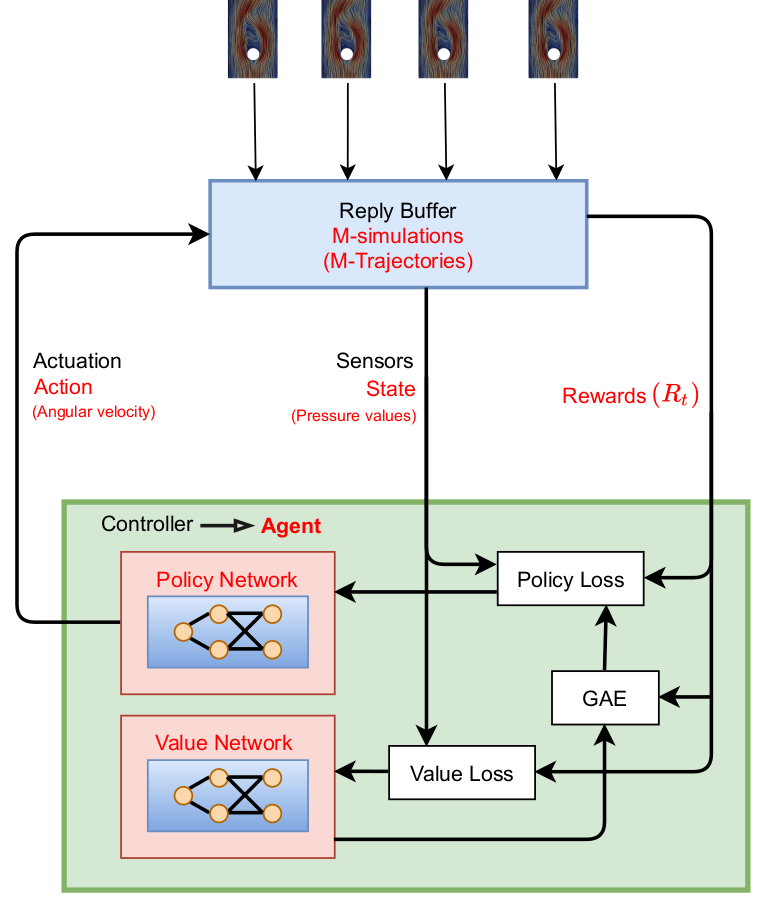 Reply Buffer
M-simulations
(M-Trajectories)
Actuation
Action
(Angular velocity)
Sensors
State
(Pressure values)
Rewards (Rₜ)
Controller Agent
Policy Network
Policy Loss
GAE
Value Network
Value Loss